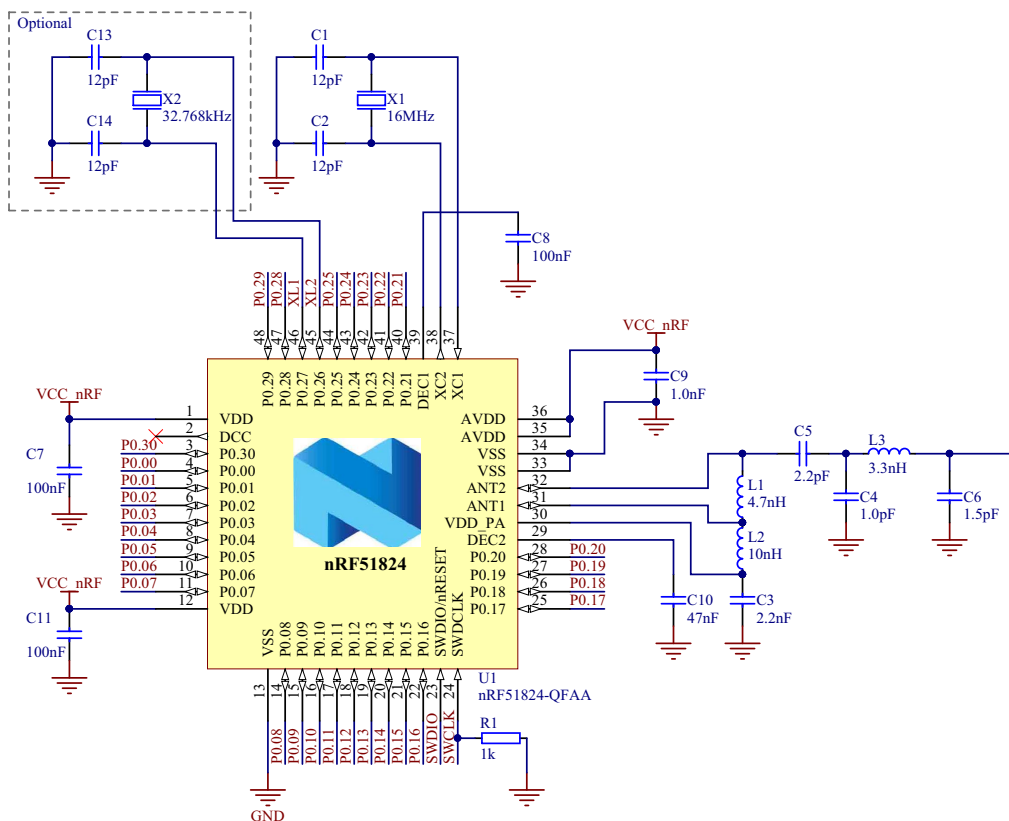 Optional
C13
12pF
X2
32.768kHz
C14
12pF
C1
12pF
X1
16MHz
C2
12pF
C8
100nF
P0.29
P0.28
XL1
XL2
P0.25
P0.24
P0.23
P0.22
P0.21
48
47
46
45
44
43
42
41
40
39
38
37
P0.29
P0.28
P0.27
P0.26
P0.25
P0.24
P0.23
P0.22
P0.21
DEC1
XC2
XC1
VCC_nRF
C7
100nF
VCC_nRF
C11
100nF
P0.30
P0.00
P0.01
P0.02
P0.03
P0.04
P0.05
P0.06
P0.07
1 VDD
2 DCC
3 P0.30
4 P0.00
5 P0.01
6 P0.02
7 P0.03
8 P0.04
9 P0.05
10 P0.06
11 P0.07
12 VDD
nRF51824
AVDD 36
AVDD 35
VSS 34
VSS 33
ANT2 32
ANT1 31
VDD_PA 30
DEC2 29
P0.20 28 P0.20
P0.19 27 P0.19
P0.18 26 P0.18
P0.17 25 P0.17
VCC_nRF
C9
1.0nF
C5
2.2pF
L3
3.3nH
L1
4.7nH
L2
10nH
C4
1.0pF
C6
1.5pF
C10
47nF
C3
2.2nF
VSS
P0.08
P0.09
P0.10
P0.11
P0.12
P0.13
P0.14
P0.15
P0.16
SWDIO/nRESET
SWDCLK
13
14
15
16
17
18
19
20
21
22
23
24
P0.08
P0.09
P0.10
P0.11
P0.12
P0.13
P0.14
P0.15
P0.16
SWDIO
SWCLK
U1
nRF51824-QFAA
R1
1k
GND